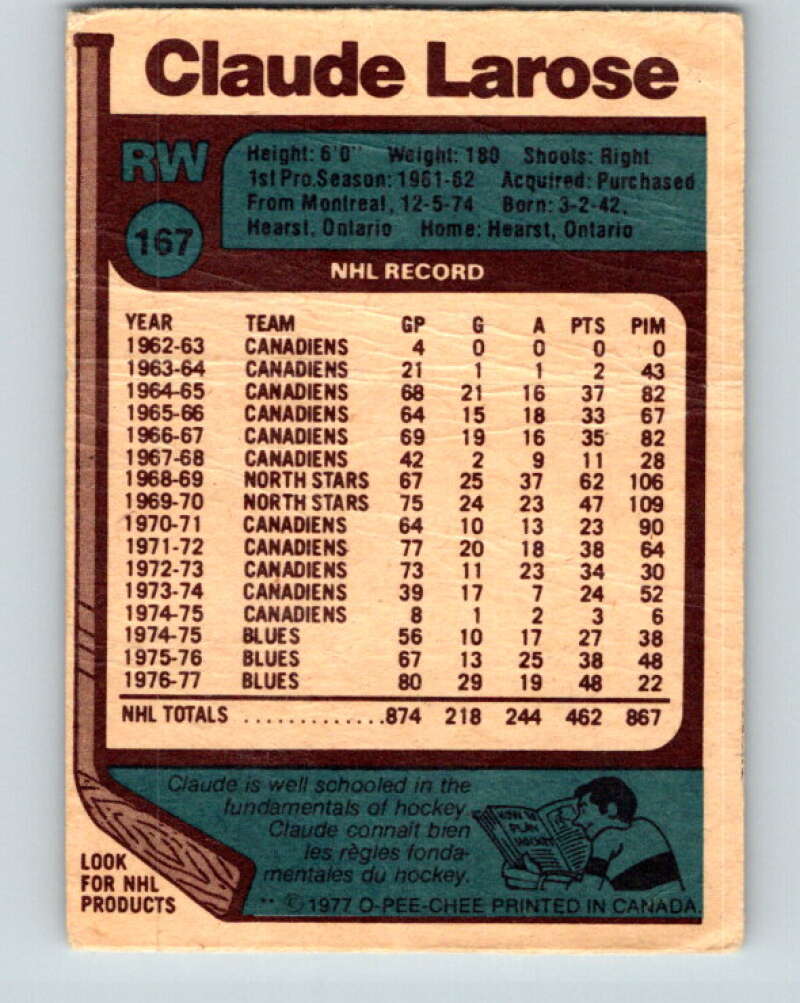 Claude Larose
RW
167
Height: 6'0" Weight: 180 Shoots: Right
1st Pro.Season: 1961-62 Acquired: Purchased
From Montreal, 12-5-74 Born: 3-2-42,
Hearst, Ontario Home: Hearst, Ontario
NHL RECORD
YEAR TEAM GP G A PTS PIM
1962-63 CANADIENS 4 0 0 0 0
1963-64 CANADIENS 21 1 1 2 43
1964-65 CANADIENS 68 21 16 37 82
1965-66 CANADIENS 64 15 18 33 67
1966-67 CANADIENS 69 19 16 35 82
1967-68 CANADIENS 42 2 9 11 28
1968-69 NORTH STARS 67 25 37 62 106
1969-70 NORTH STARS 75 24 23 47 109
1970-71 CANADIENS 64 10 13 23 90
1971-72 CANADIENS 77 20 18 38 64
1972-73 CANADIENS 73 11 23 34 30
1973-74 CANADIENS 39 17 7 24 52
1974-75 CANADIENS 8 1 2 3 6
1974-75 BLUES 56 10 17 27 38
1975-76 BLUES 67 13 25 38 48
1976-77 BLUES 80 29 19 48 22
NHL TOTALS .............874 218 244 462 867
Claude is well schooled in the
fundamentals of hockey.
Claude connaît bien
les règles fonda-
mentales du hockey.
HOW TO
PLAY
HOCKEY
LOOK
FOR NHL
PRODUCTS
** © 1977 O-PEE-CHEE PRINTED IN CANADA.